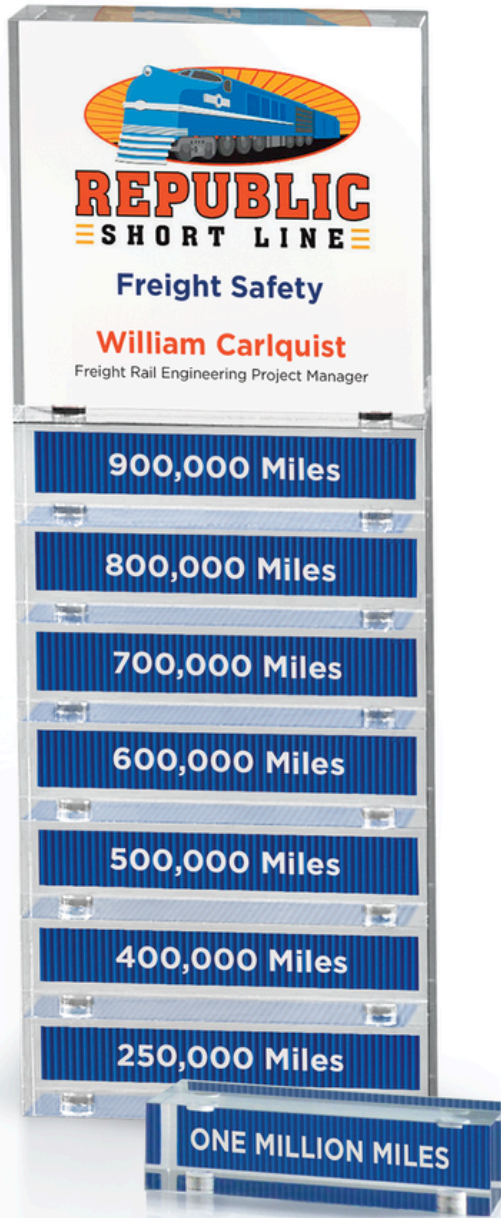 REPUBLIC
SHORT LINE
Freight Safety
William Carlquist
Freight Rail Engineering Project Manager
900,000 Miles
800,000 Miles
700,000 Miles
600,000 Miles
500,000 Miles
400,000 Miles
250,000 Miles
ONE MILLION MILES